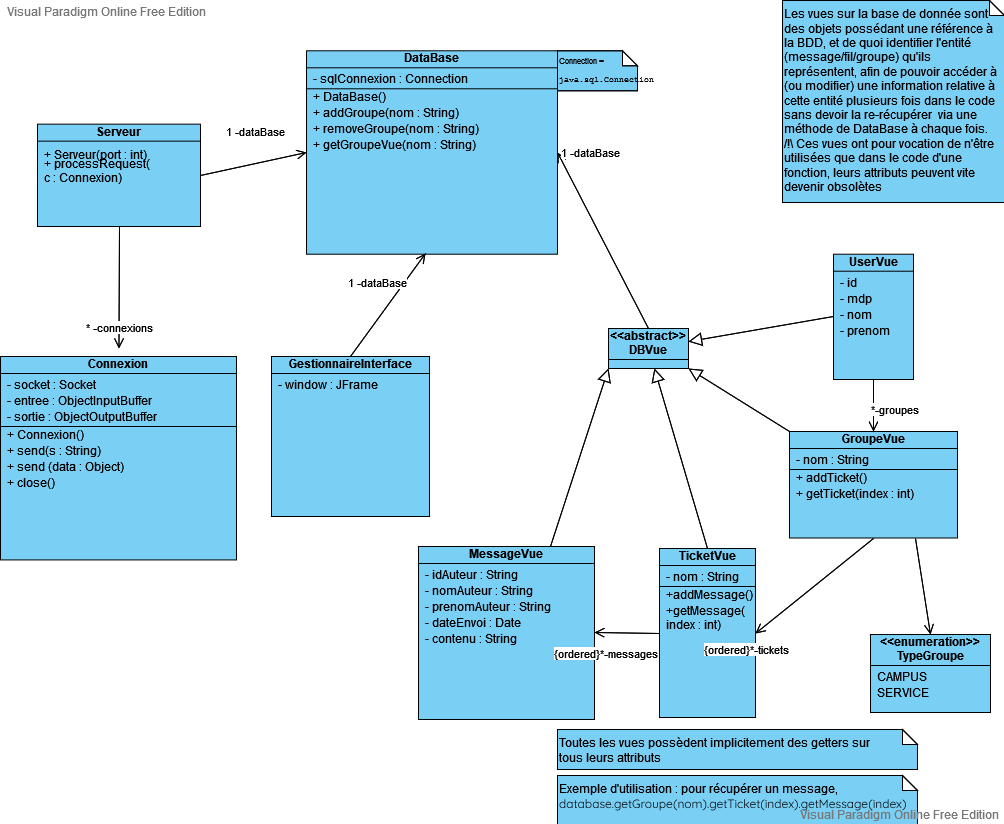 Visual Paradigm Online Free Edition
Les vues sur la base de donnée sont
des objets possédant une référence à
la BDD, et de quoi identifier l'entité
(message/fil/groupe) qu'ils
représentent, afin de pouvoir accéder à
(ou modifier) une information relative à
cette entité plusieurs fois dans le code
sans devoir la re-récupérer via une
méthode de DataBase à chaque fois.
/!\ Ces vues ont pour vocation de n'être
utilisées que dans le code d'une
fonction, leurs attributs peuvent vite
devenir obsolètes
DataBase
- sqlConnexion : Connection
+ DataBase()
+ addGroupe(nom : String)
+ removeGroupe(nom : String)
+ getGroupeVue(nom : String)
Connection =
java.sql.Connection
Serveur
+ Serveur(port : int)
+ processRequest(
c : Connexion)
1 -dataBase
1 -dataBase
1 -dataBase
* -connexions
UserVue
- id
- mdp
- nom
- prenom
<<abstract>>
DBVue
Connexion
- socket : Socket
- entree : ObjectInputBuffer
- sortie : ObjectOutputBuffer
+ Connexion()
+ send(s : String)
+ send (data : Object)
+ close()
GestionnaireInterface
- window : JFrame
*-groupes
GroupeVue
- nom : String
+ addTicket()
+ getTicket(index : int)
MessageVue
- idAuteur : String
- nomAuteur : String
- prenomAuteur : String
- dateEnvoi : Date
- contenu : String
TicketVue
- nom : String
+addMessage()
+getMessage(
index : int)
{ordered}*-messages
{ordered}*-tickets
<<enumeration>>
TypeGroupe
CAMPUS
SERVICE
Toutes les vues possèdent implicitement des getters sur
tous leurs attributs
Exemple d'utilisation : pour récupérer un message,
database.getGroupe(nom).getTicket(index).getMessage(index)
Visual Paradigm Online Free Edition